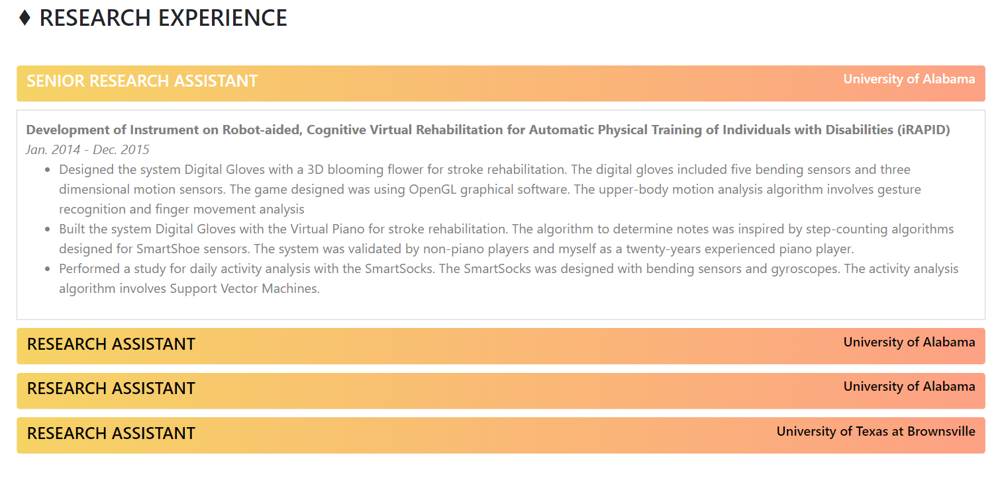 ♦ RESEARCH EXPERIENCE
SENIOR RESEARCH ASSISTANT University of Alabama
Development of Instrument on Robot-aided, Cognitive Virtual Rehabilitation for Automatic Physical Training of Individuals with Disabilities (iRAPID)
Jan. 2014 - Dec. 2015
• Designed the system Digital Gloves with a 3D blooming flower for stroke rehabilitation. The digital gloves included five bending sensors and three
dimensional motion sensors. The game designed was using OpenGL graphical software. The upper-body motion analysis algorithm involves gesture
recognition and finger movement analysis
• Built the system Digital Gloves with the Virtual Piano for stroke rehabilitation. The algorithm to determine notes was inspired by step-counting algorithms
designed for SmartShoe sensors. The system was validated by non-piano players and myself as a twenty-years experienced piano player.
• Performed a study for daily activity analysis with the SmartSocks. The SmartSocks was designed with bending sensors and gyroscopes. The activity analysis
algorithm involves Support Vector Machines.
RESEARCH ASSISTANT University of Alabama
RESEARCH ASSISTANT University of Alabama
RESEARCH ASSISTANT University of Texas at Brownsville